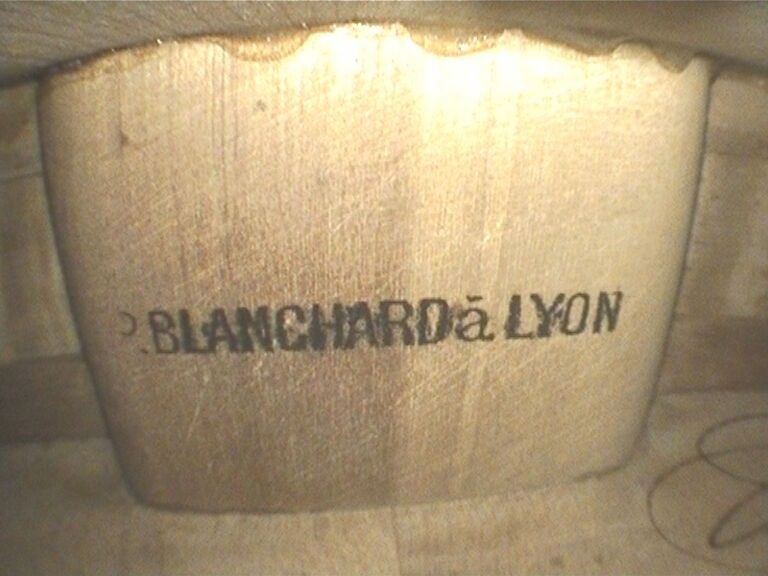 P. BLANCHARD à LYON